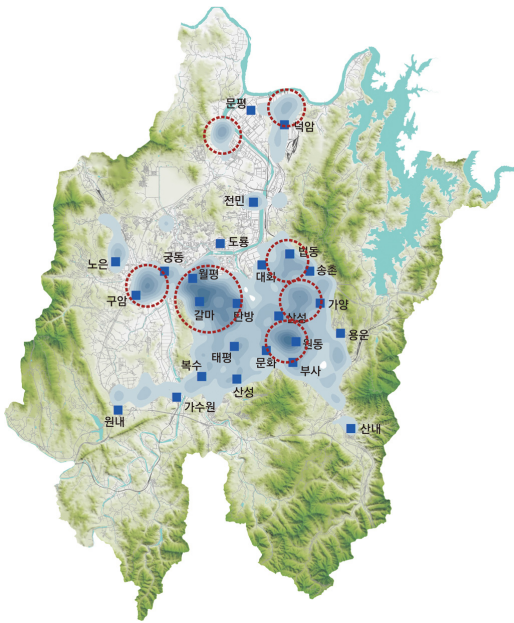 문평
덕암
전민
도룡
법동
노은
궁동
대화
송촌
월평
구암
갈마
탄방
가양
삼성
용운
원동
태평
문화
복수
부사
산성
가수원
원내
산내